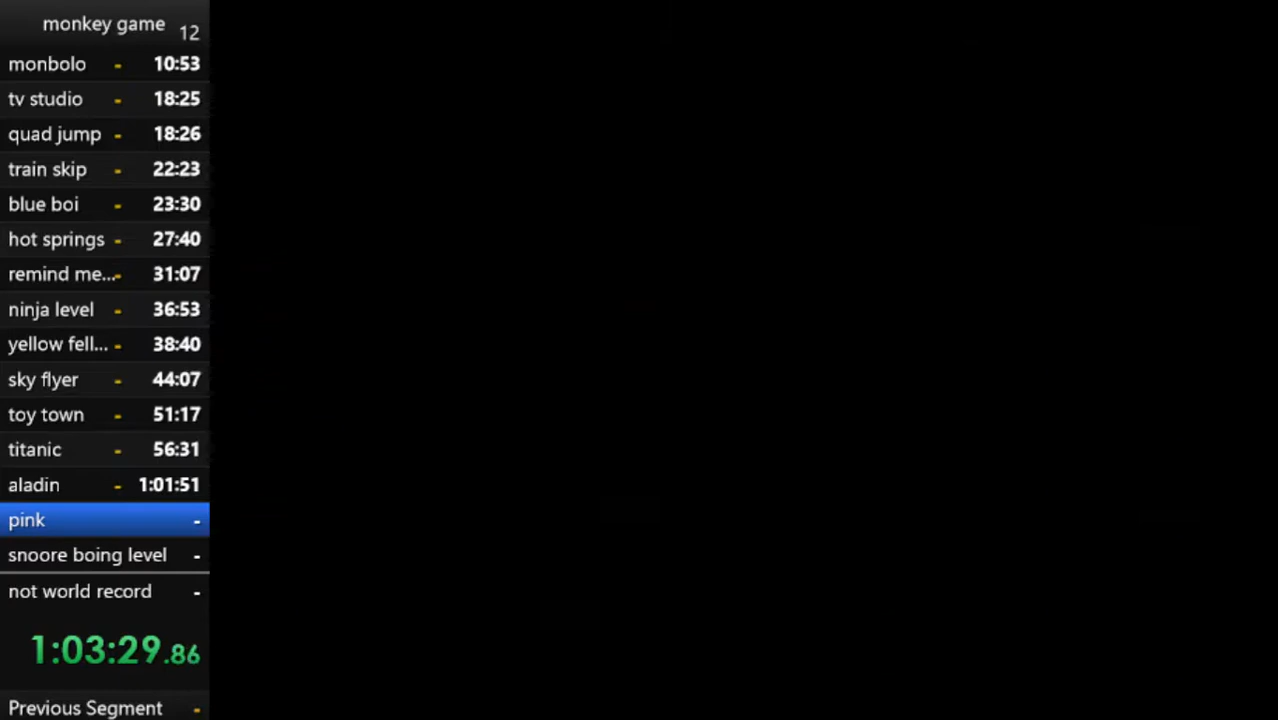 monkey game 12
monbolo - 10:53
tv studio - 18:25
quad jump - 18:26
train skip - 22:23
blue boi - 23:30
hot springs - 27:40
remind me... - 31:07
ninja level - 36:53
yellow fell... - 38:40
sky flyer - 44:07
toy town - 51:17
titanic - 56:31
aladin - 1:01:51
pink -
snoore boing level -
not world record -
1:03:29.86
Previous Segment -